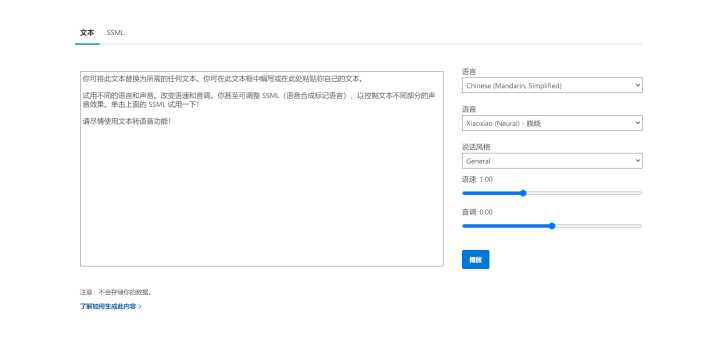 文本 SSML
你可将此文本替换为所需的任何文本。你可在此文本框中编写或在此处粘贴你自己的文本。
试用不同的语言和声音。改变语速和音调。你甚至可调整 SSML（语音合成标记语言），以控制文本不同部分的声
音效果。单击上面的 SSML 试用一下！
请尽情使用文本转语音功能！
语言
Chinese (Mandarin, Simplified)
语音
Xiaoxiao (Neural) - 晓晓
说话风格
General
语速: 1.00
音调: 0.00
播放
注意：不会存储你的数据。
了解如何生成此内容 >